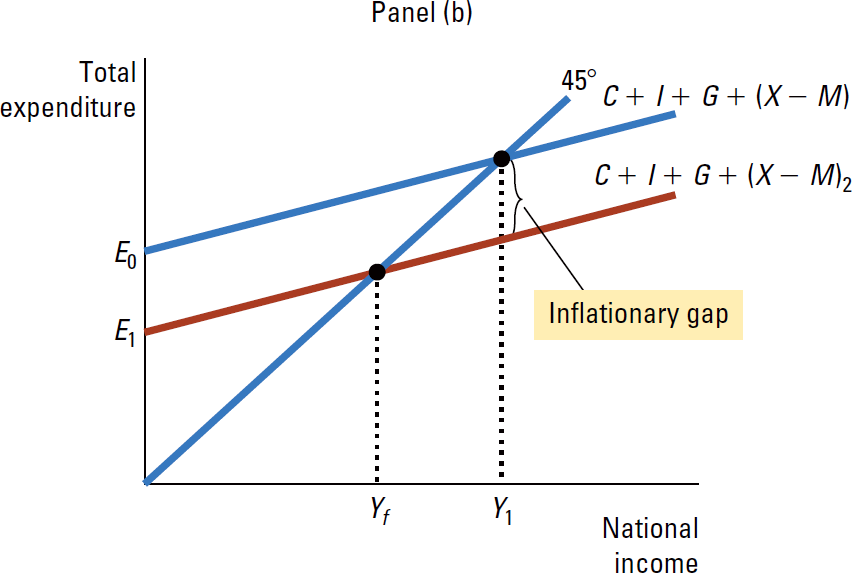 Panel (b)
Total
expenditure
45°
C + I + G + (X − M)
C + I + G + (X − M)₂
E₀
E₁
Inflationary gap
Y𝑓
Y₁
National
income